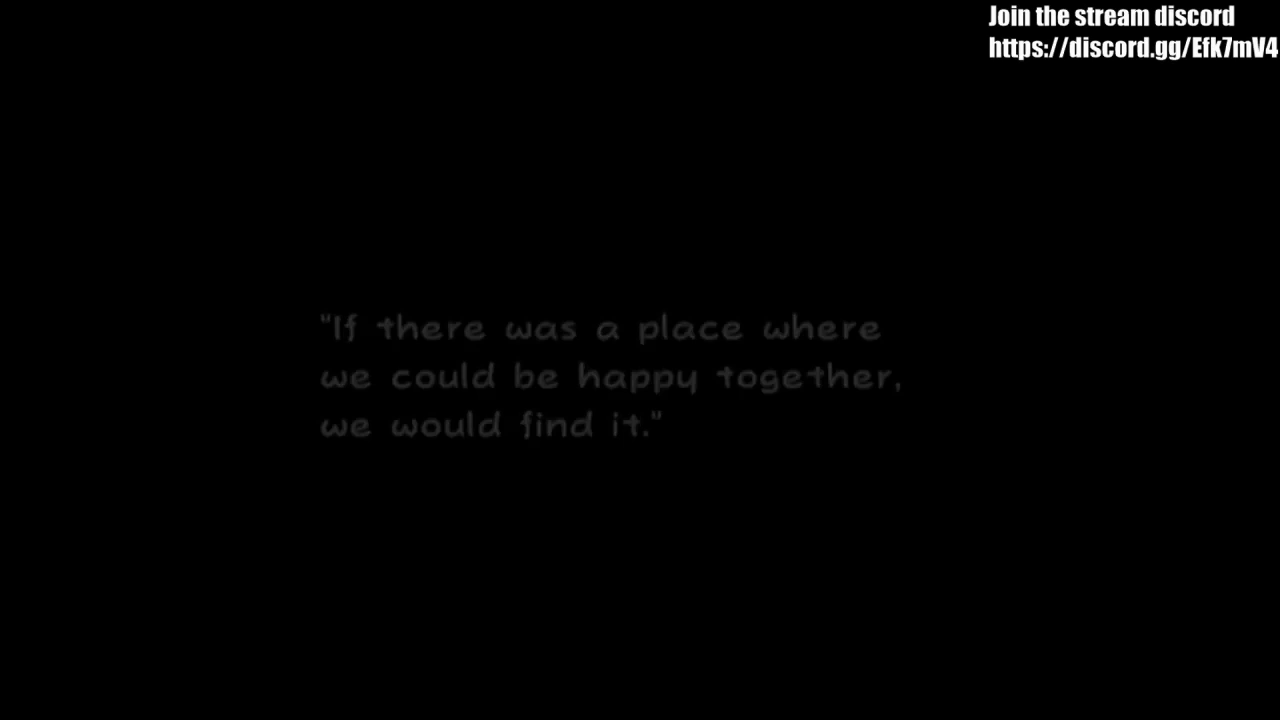 Join the stream discord
https://discord.gg/Efk7mV4
"If there was a place where
we could be happy together,
we would find it."